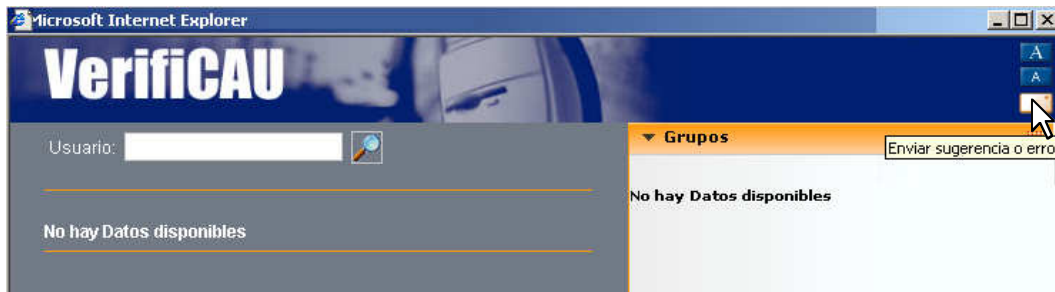 Microsoft Internet Explorer
VerifiCAU
A
A
Usuario:
Grupos
Enviar sugerencia o erro
No hay Datos disponibles
No hay Datos disponibles